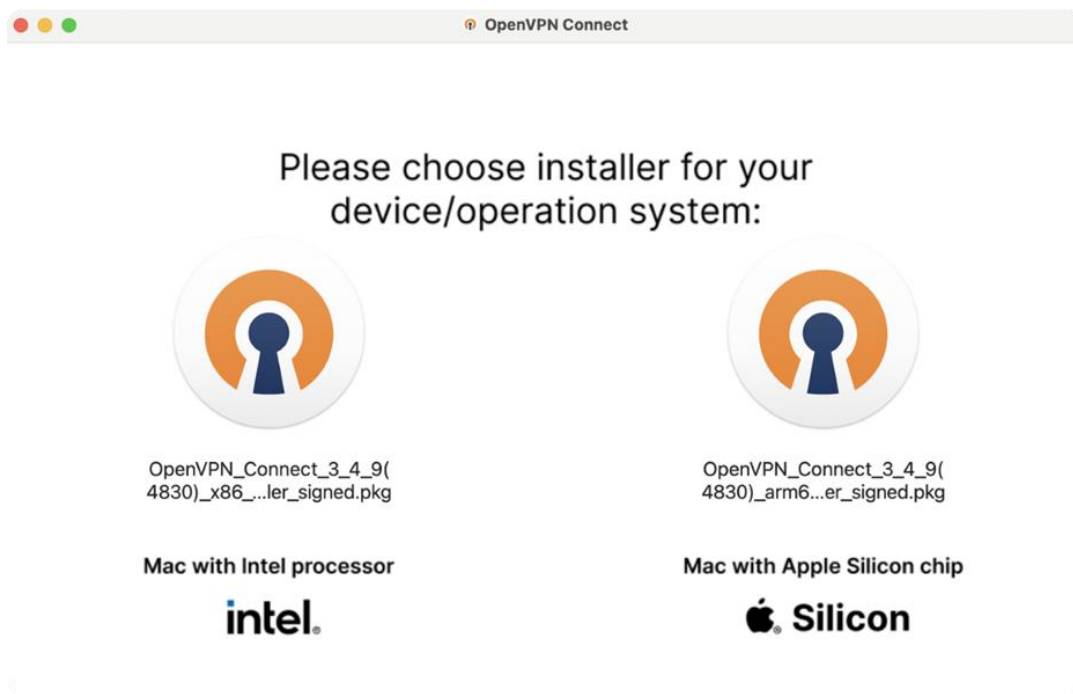 OpenVPN Connect
Please choose installer for your
device/operation system:
OpenVPN_Connect_3_4_9(
4830)_x86_...ler_signed.pkg
OpenVPN_Connect_3_4_9(
4830)_arm6...er_signed.pkg
Mac with Intel processor
Mac with Apple Silicon chip
intel®
® Silicon